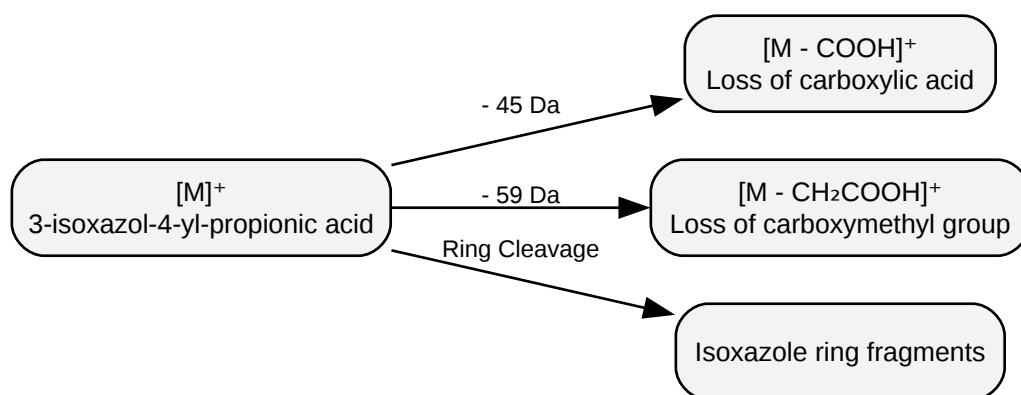 [M - COOH]⁺
Loss of carboxylic acid
- 45 Da
[M]⁺
3-isoxazol-4-yl-propionic acid
- 59 Da
[M - CH₂COOH]⁺
Loss of carboxymethyl group
Ring Cleavage
Isoxazole ring fragments